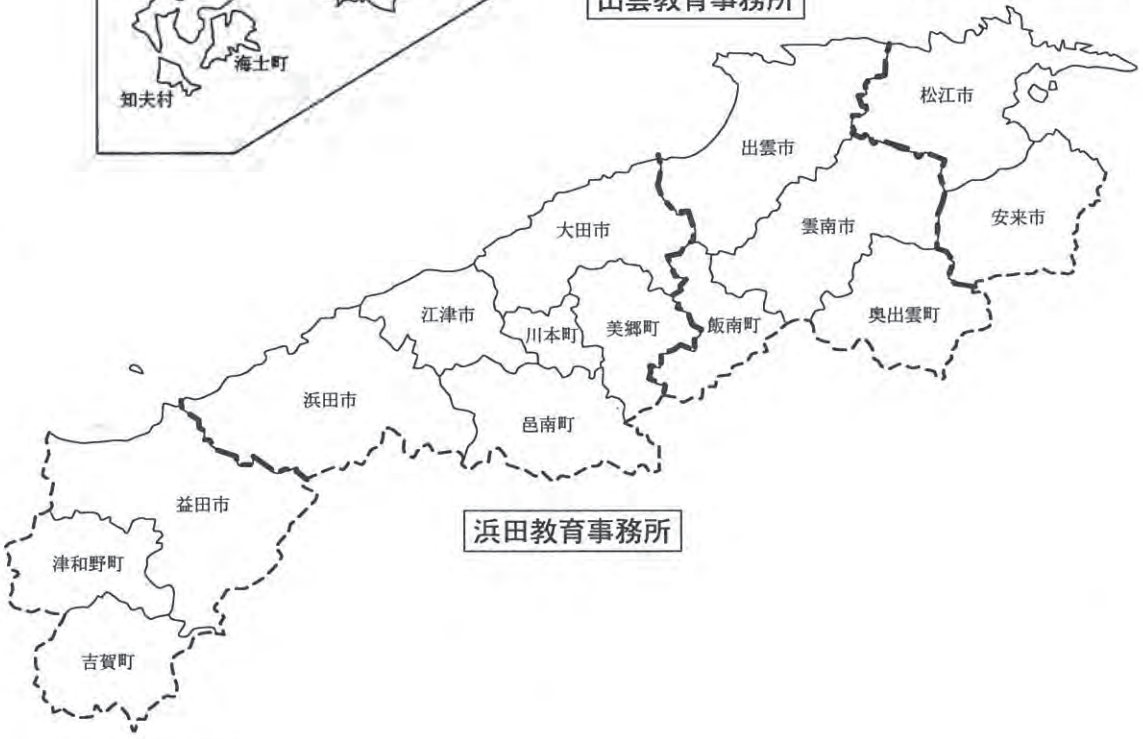 出雲教育事務所
海士町
知夫村
松江市
出雲市
安来市
雲南市
大田市
奥出雲町
飯南町
江津市
川本町
美郷町
浜田市
邑南町
益田市
浜田教育事務所
津和野町
吉賀町